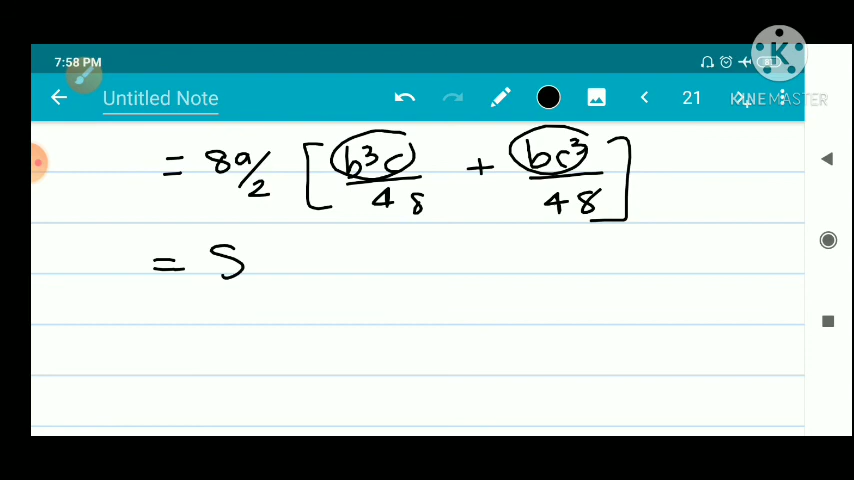 7:58 PM
K
KINEMASTER
Untitled Note
21
= 8a/2 [b³c/48 + bc³/48]
= S